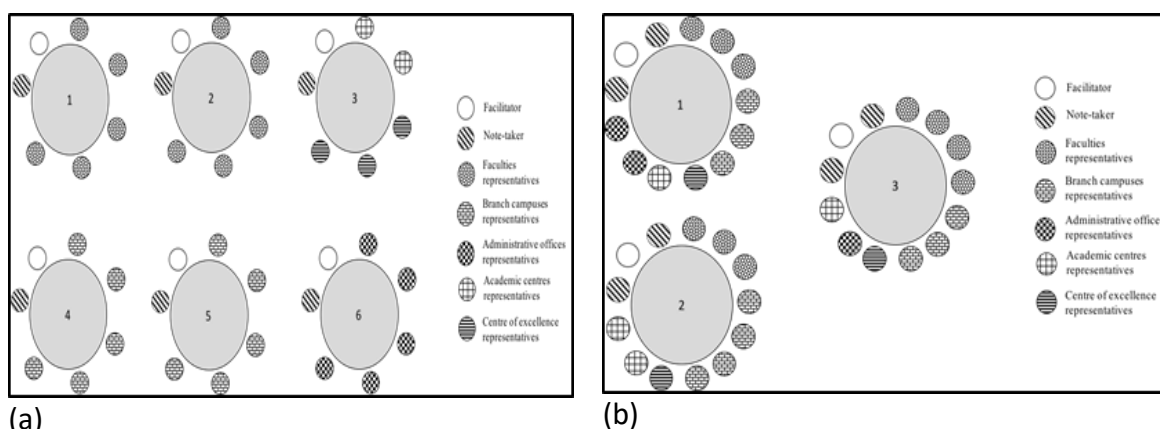 1
2
3
Facilitator
Note-taker
Faculties
representatives
Branch campuses
representatives
Administrative offices
representatives
Academic centres
representatives
Centre of excellence
representatives
4
5
6
(a)
1
2
3
Facilitator
Note-taker
Faculties
representatives
Branch campuses
representatives
Administrative office
representatives
Academic centres
representatives
Centre of excellence
representatives
(b)